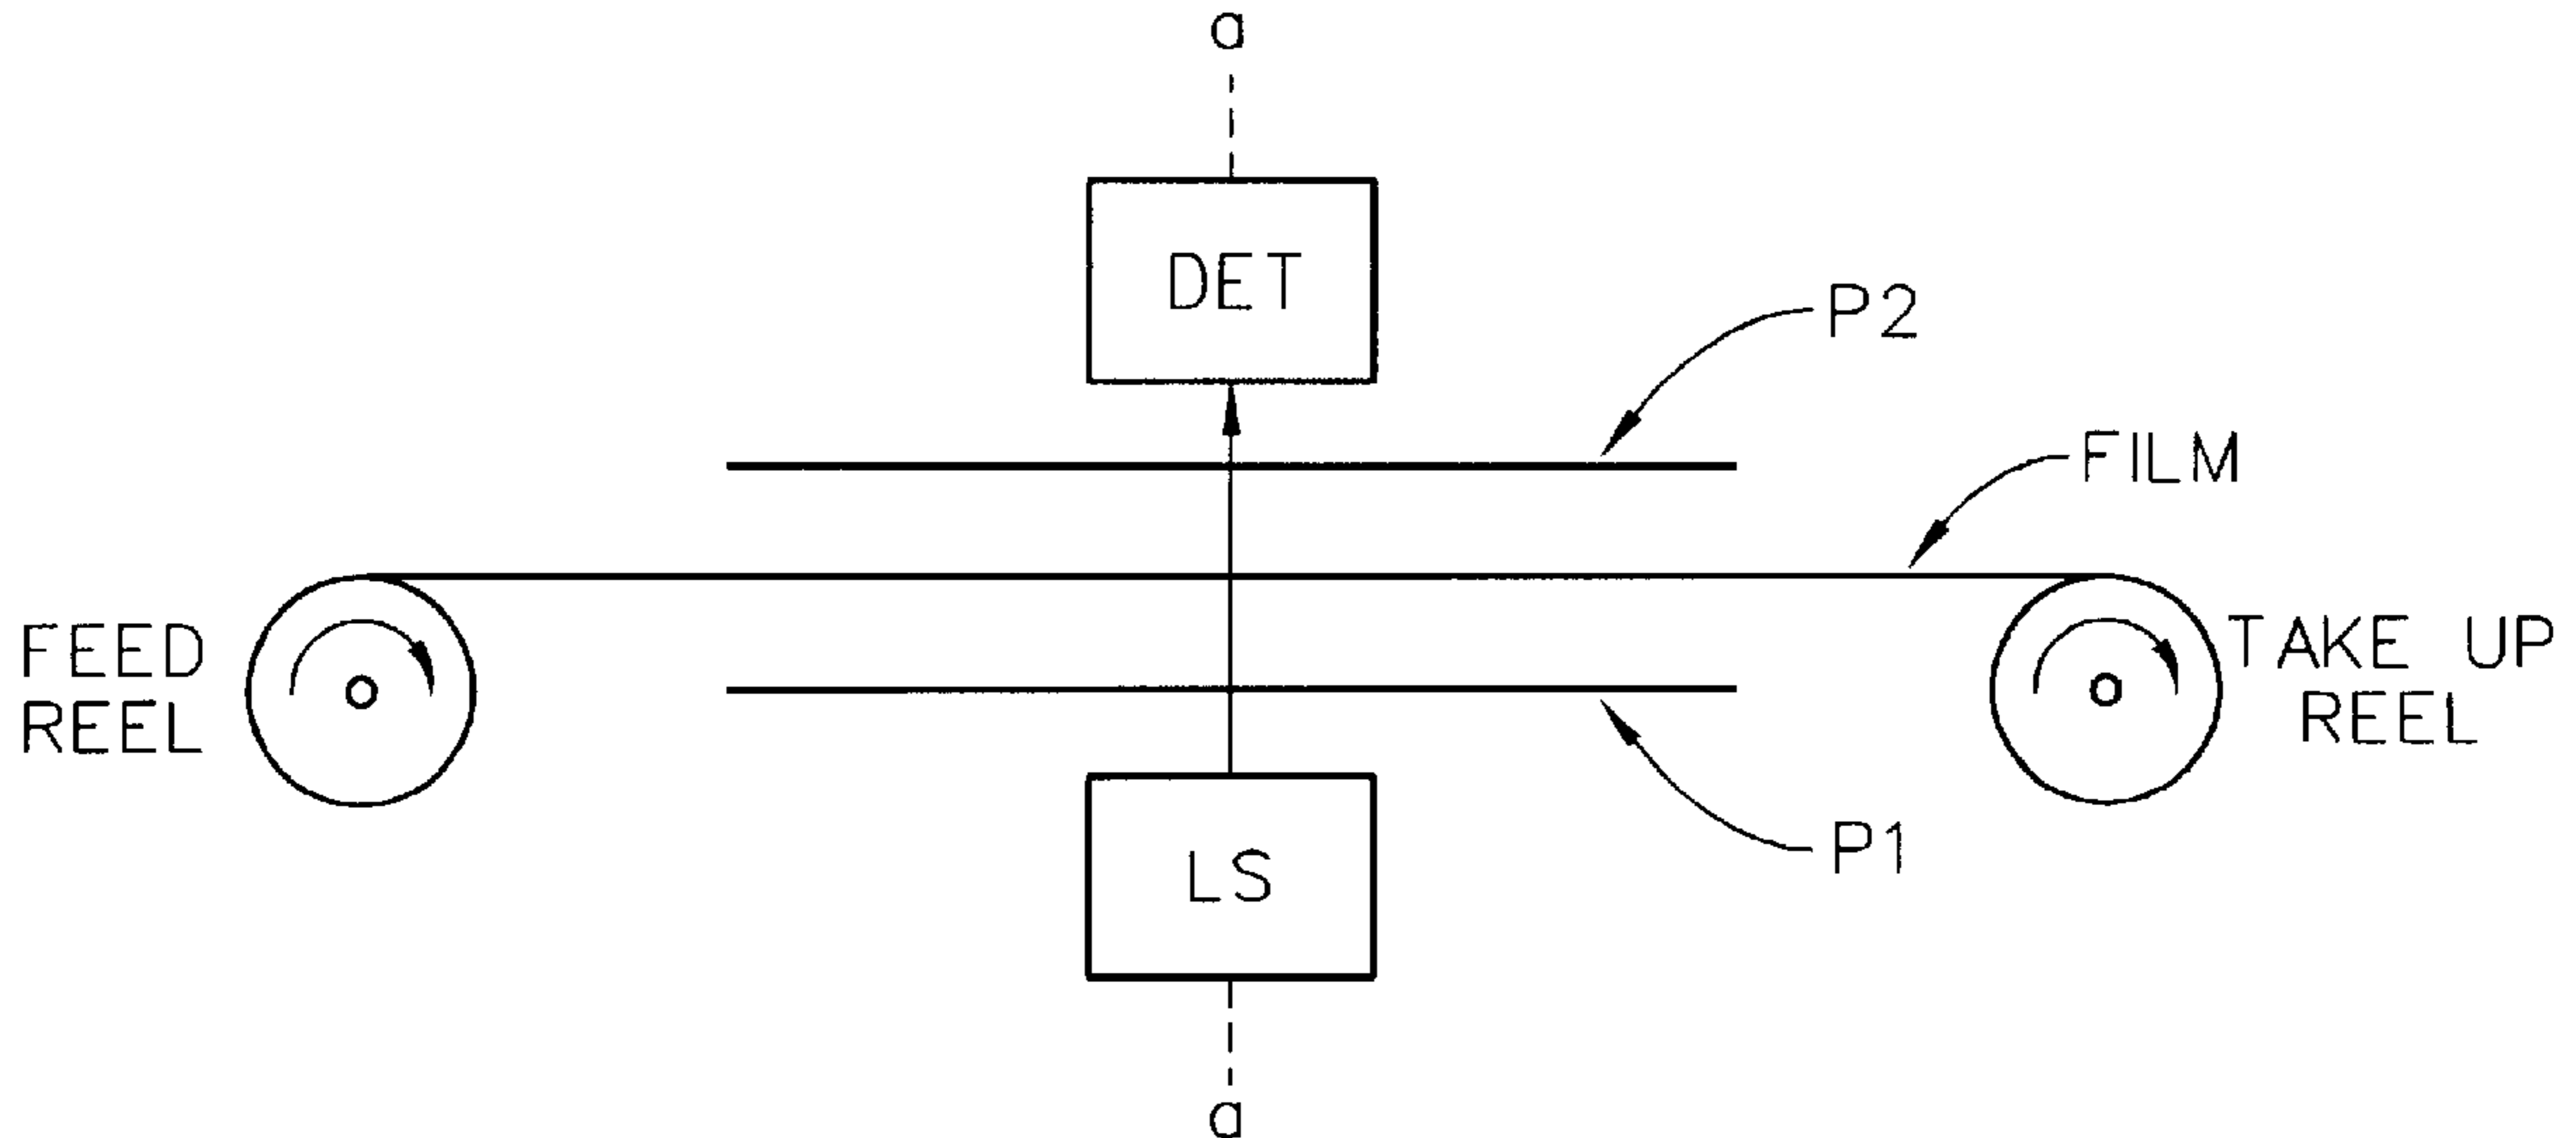 a
DET
P2
FILM
FEED
REEL
TAKE UP
REEL
P1
LS
a